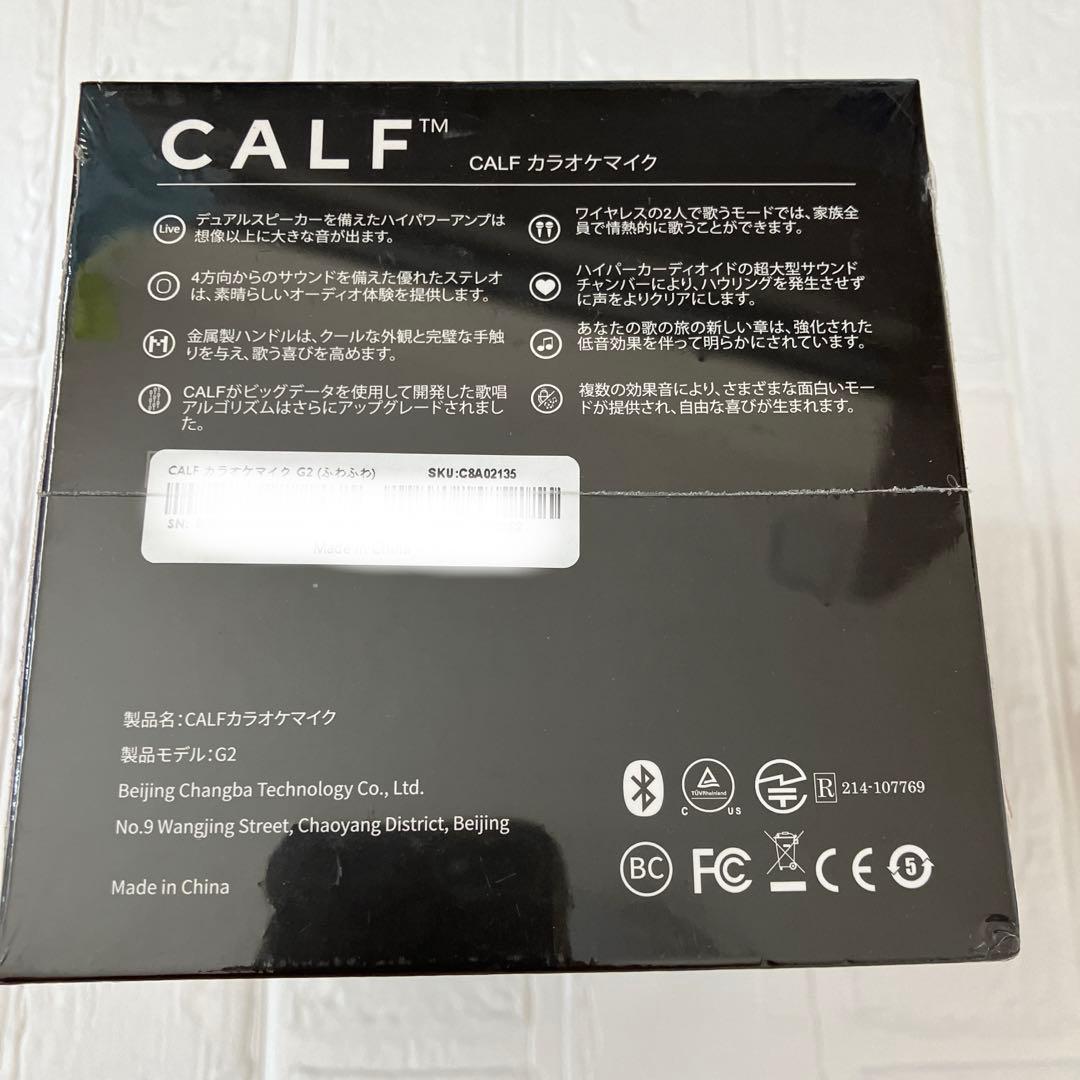 CALF™
CALF カラオケマイク
Live
デュアルスピーカーを備えたハイパワーアンプは
想像以上に大きな音が出ます。
4方向からのサウンドを備えた優れたステレオ
は、素晴らしいオーディオ体験を提供します。
金属製ハンドルは、クールな外観と完璧な手触
りを与え、歌う喜びを高めます。
CALFがビッグデータを使用して開発した歌唱
アルゴリズムはさらにアップグレードされまし
た。
ワイヤレスの2人で歌うモードでは、家族全
員で情熱的に歌うことができます。
ハイパーカーディオイドの超大型サウンド
チャンバーにより、ハウリングを発生させず
に声をよりクリアにします。
あなたの歌の旅の新しい章は、強化された
低音効果を伴って明らかにされています。
複数の効果音により、さまざまな面白いモー
ドが提供され、自由な喜びが生まれます。
CALF カラオケマイク G2 (ふわふわ) SKU:C8A02135
SN:
Made in China
製品名:CALFカラオケマイク
製品モデル:G2
Beijing Changba Technology Co., Ltd.
No.9 Wangjing Street, Chaoyang District, Beijing
Made in China
TÜVRheinland
C US
R 214-107769
BC FC CE 5